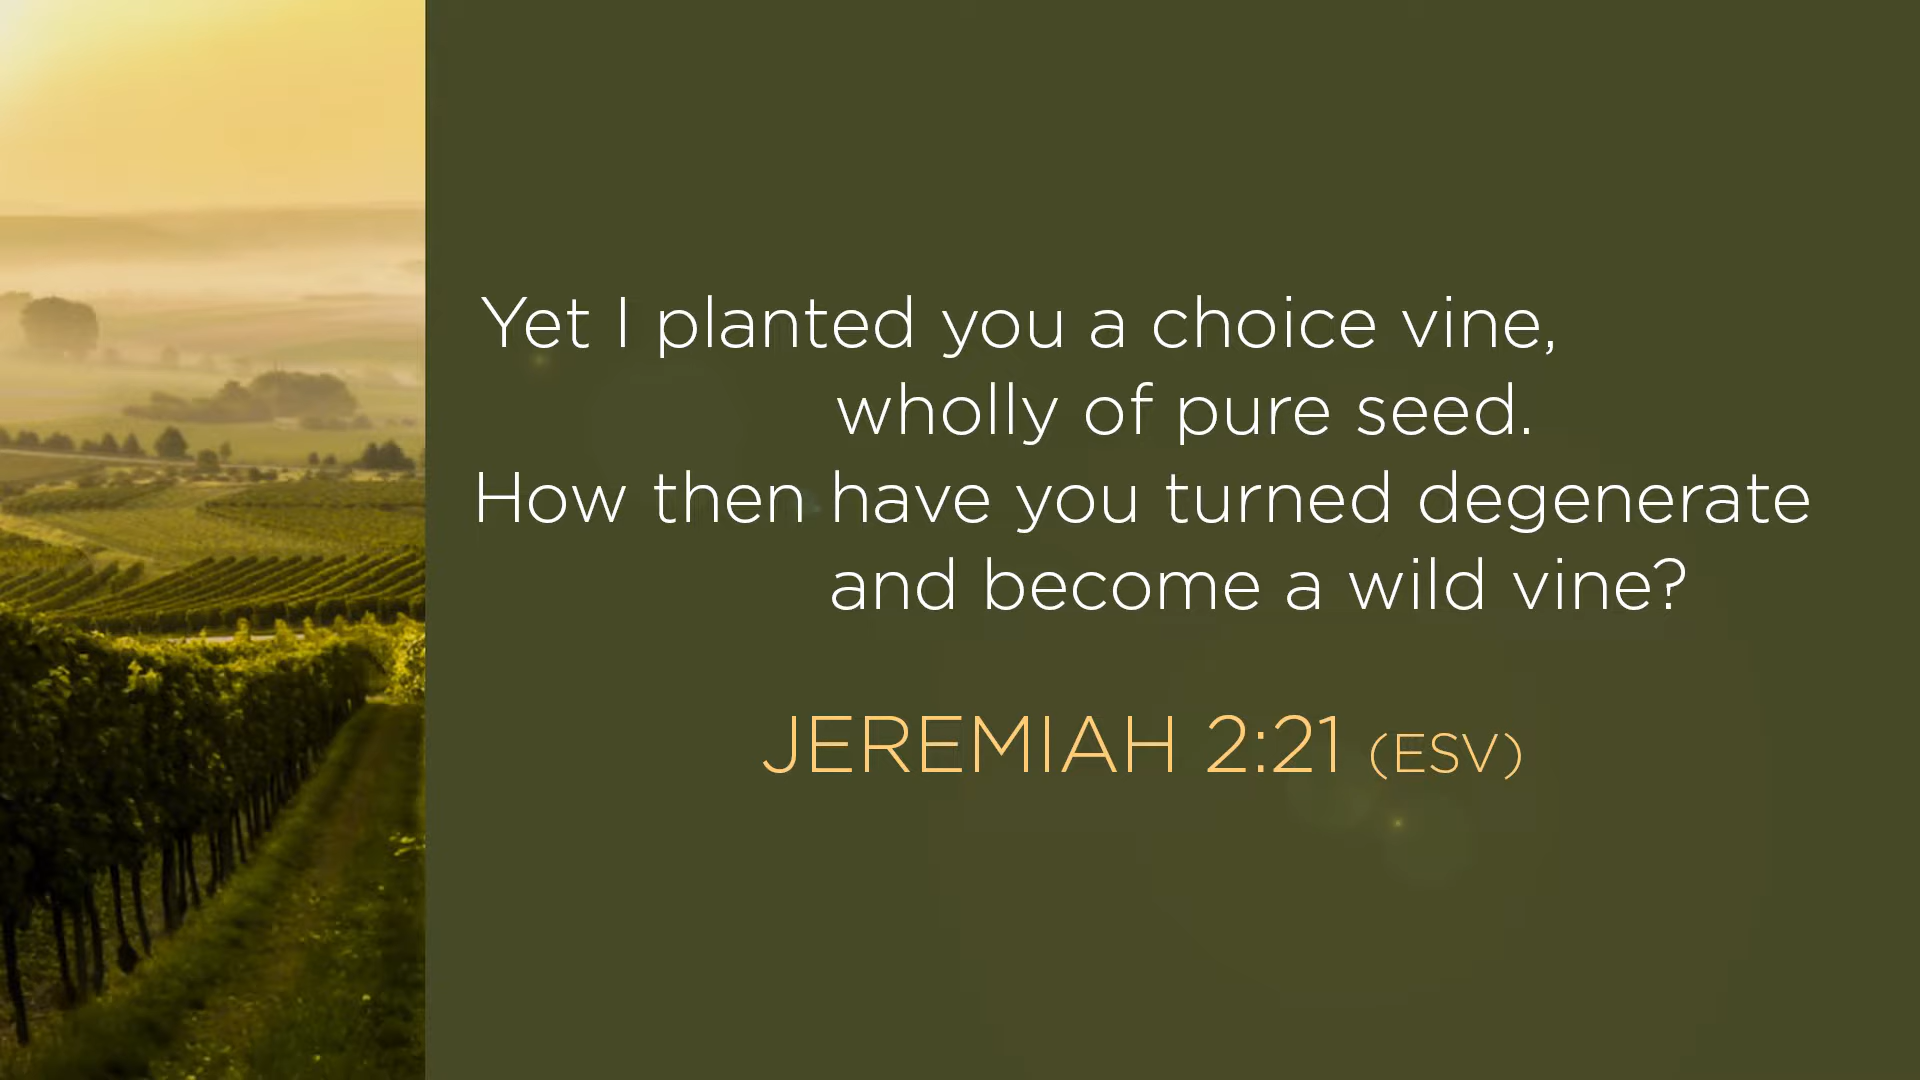 Yet I planted you a choice vine,
wholly of pure seed.
How then have you turned degenerate
and become a wild vine?
JEREMIAH 2:21 (ESV)